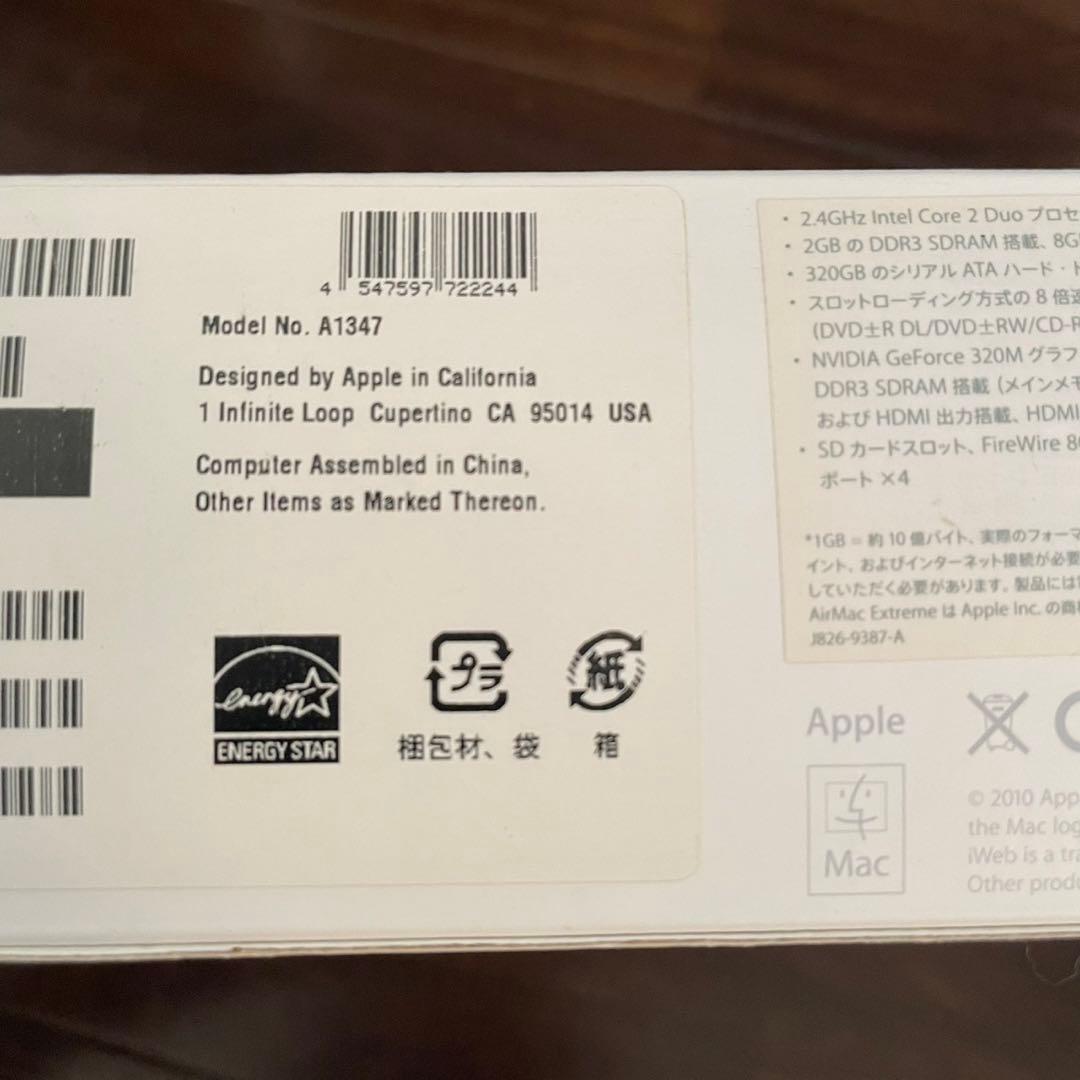 4 547597 722244
Model No. A1347
Designed by Apple in California
1 Infinite Loop Cupertino CA 95014 USA
Computer Assembled in China,
Other Items as Marked Thereon.
energy
ENERGY STAR
プラ
梱包材、袋
紙
箱
・2.4GHz Intel Core 2 Duo プロセ
・2GB の DDR3 SDRAM 搭載、8G
・320GB のシリアル ATA ハード・ト
・スロットローディング方式の 8 倍速
(DVD±R DL/DVD±RW/CD-R
・NVIDIA GeForce 320M グラフ
DDR3 SDRAM 搭載（メインメモ
および HDMI 出力搭載、HDMI
・SD カードスロット、FireWire 8
ポート ×4
*1GB = 約 10 億バイト、実際のフォーマ
イント、およびインターネット接続が必要
していただく必要があります。製品には
AirMac Extreme は Apple Inc. の商
J826-9387-A
Apple
Mac
© 2010 App
the Mac log
iWeb is a tra
Other produ